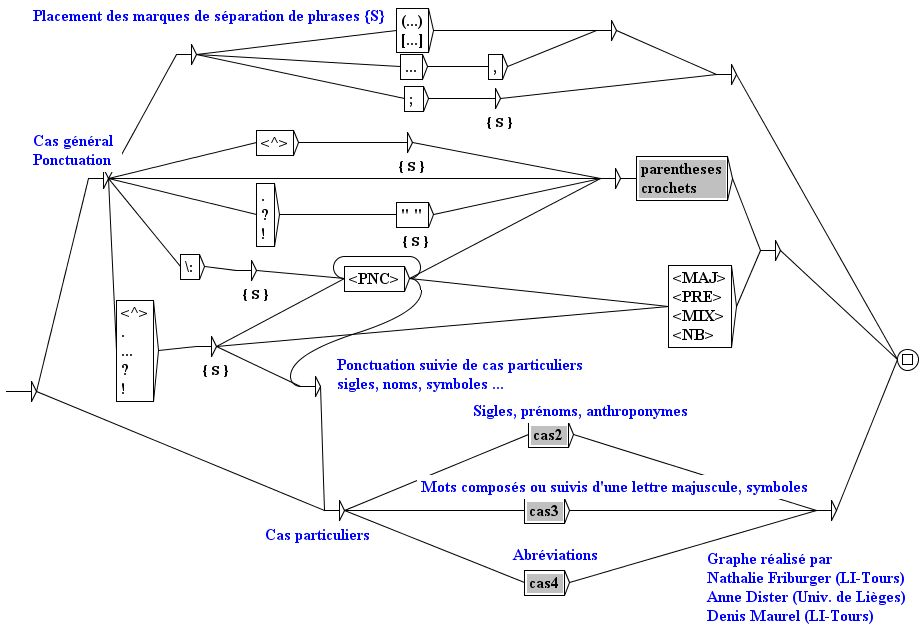 Placement des marques de séparation de phrases {S}
(...)
[...]
... ,
;
{ S }
Cas général
Ponctuation
<^>
{ S }
parentheses
crochets
.
?
!
" "
{ S }
\:
{ S }
<PNC>
<MAJ>
<PRE>
<MIX>
<NB>
<^>
.
...
?
!
{ S }
Ponctuation suivie de cas particuliers
sigles, noms, symboles ...
Sigles, prénoms, anthroponymes
cas2
Mots composés ou suivis d'une lettre majuscule, symboles
cas3
Cas particuliers
Abréviations
cas4
Graphe réalisé par
Nathalie Friburger (LI-Tours)
Anne Dister (Univ. de Lièges)
Denis Maurel (LI-Tours)